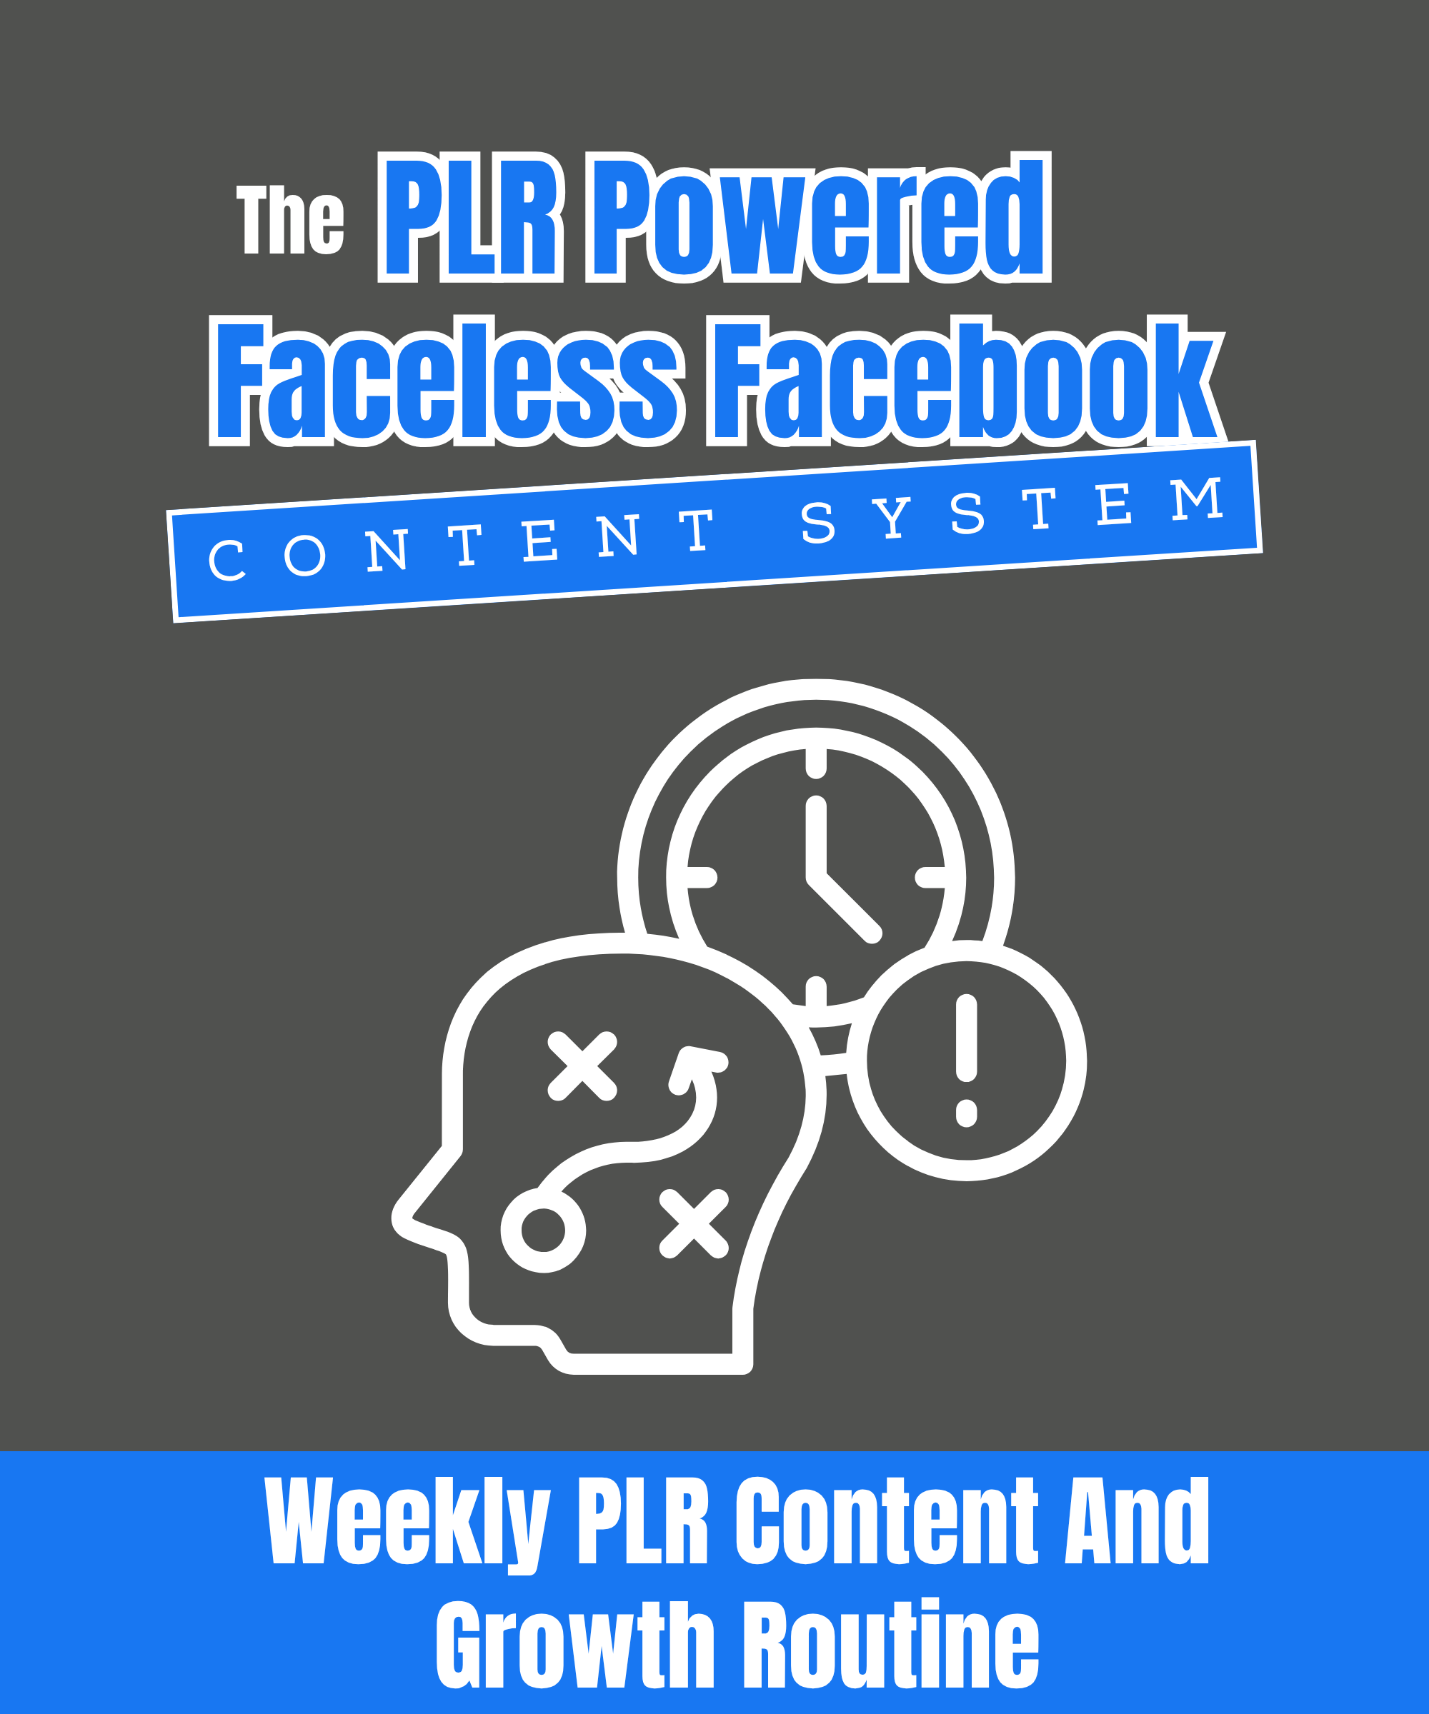 The PLR Powered
Faceless Facebook
CONTENT SYSTEM
Weekly PLR Content And
Growth Routine